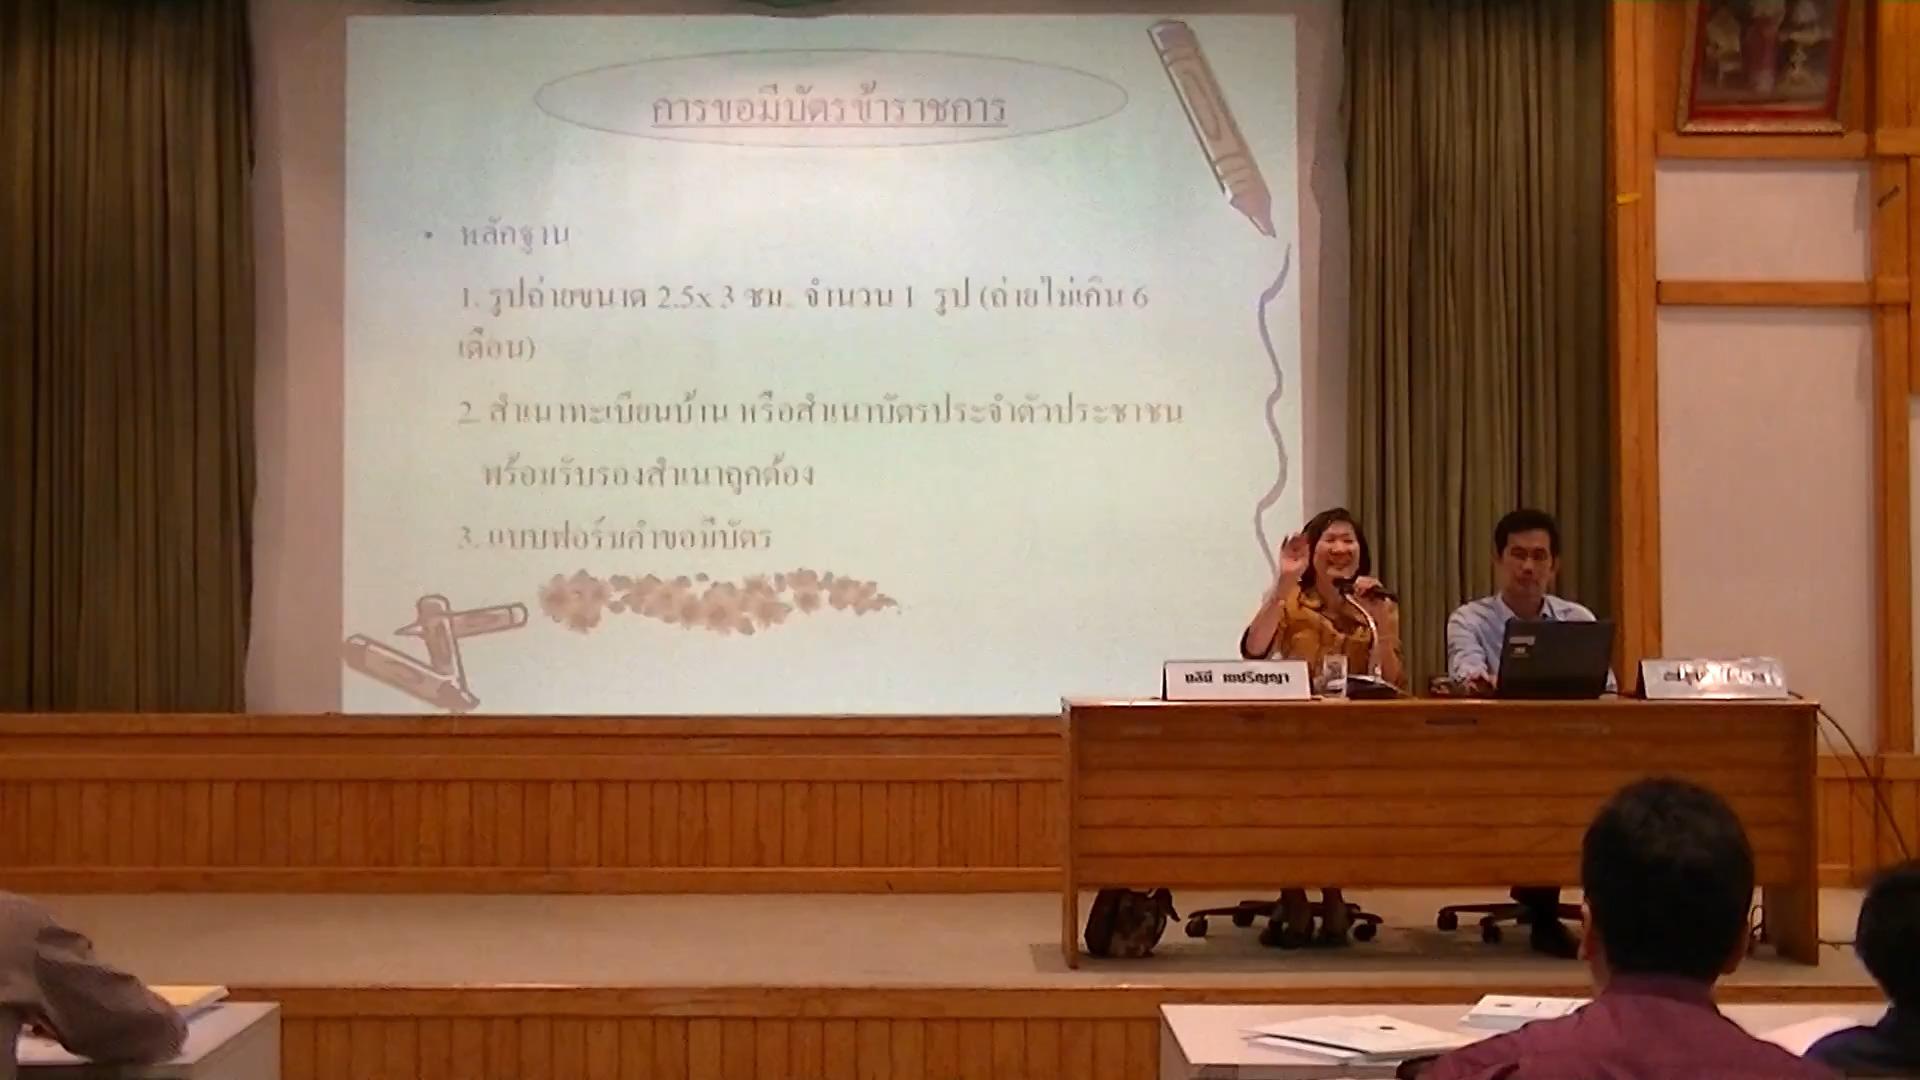 การขอมีบัตรข้าราชการ
• หลักฐาน
1. รูปถ่ายขนาด 2.5x 3 ซม. จำนวน 1 รูป (ถ่ายไม่เกิน 6
เดือน)
2. สำเนาทะเบียนบ้าน หรือสำเนาบัตรประจำตัวประชาชน
พร้อมรับรองสำเนาถูกต้อง
3. แบบฟอร์มคำขอมีบัตร